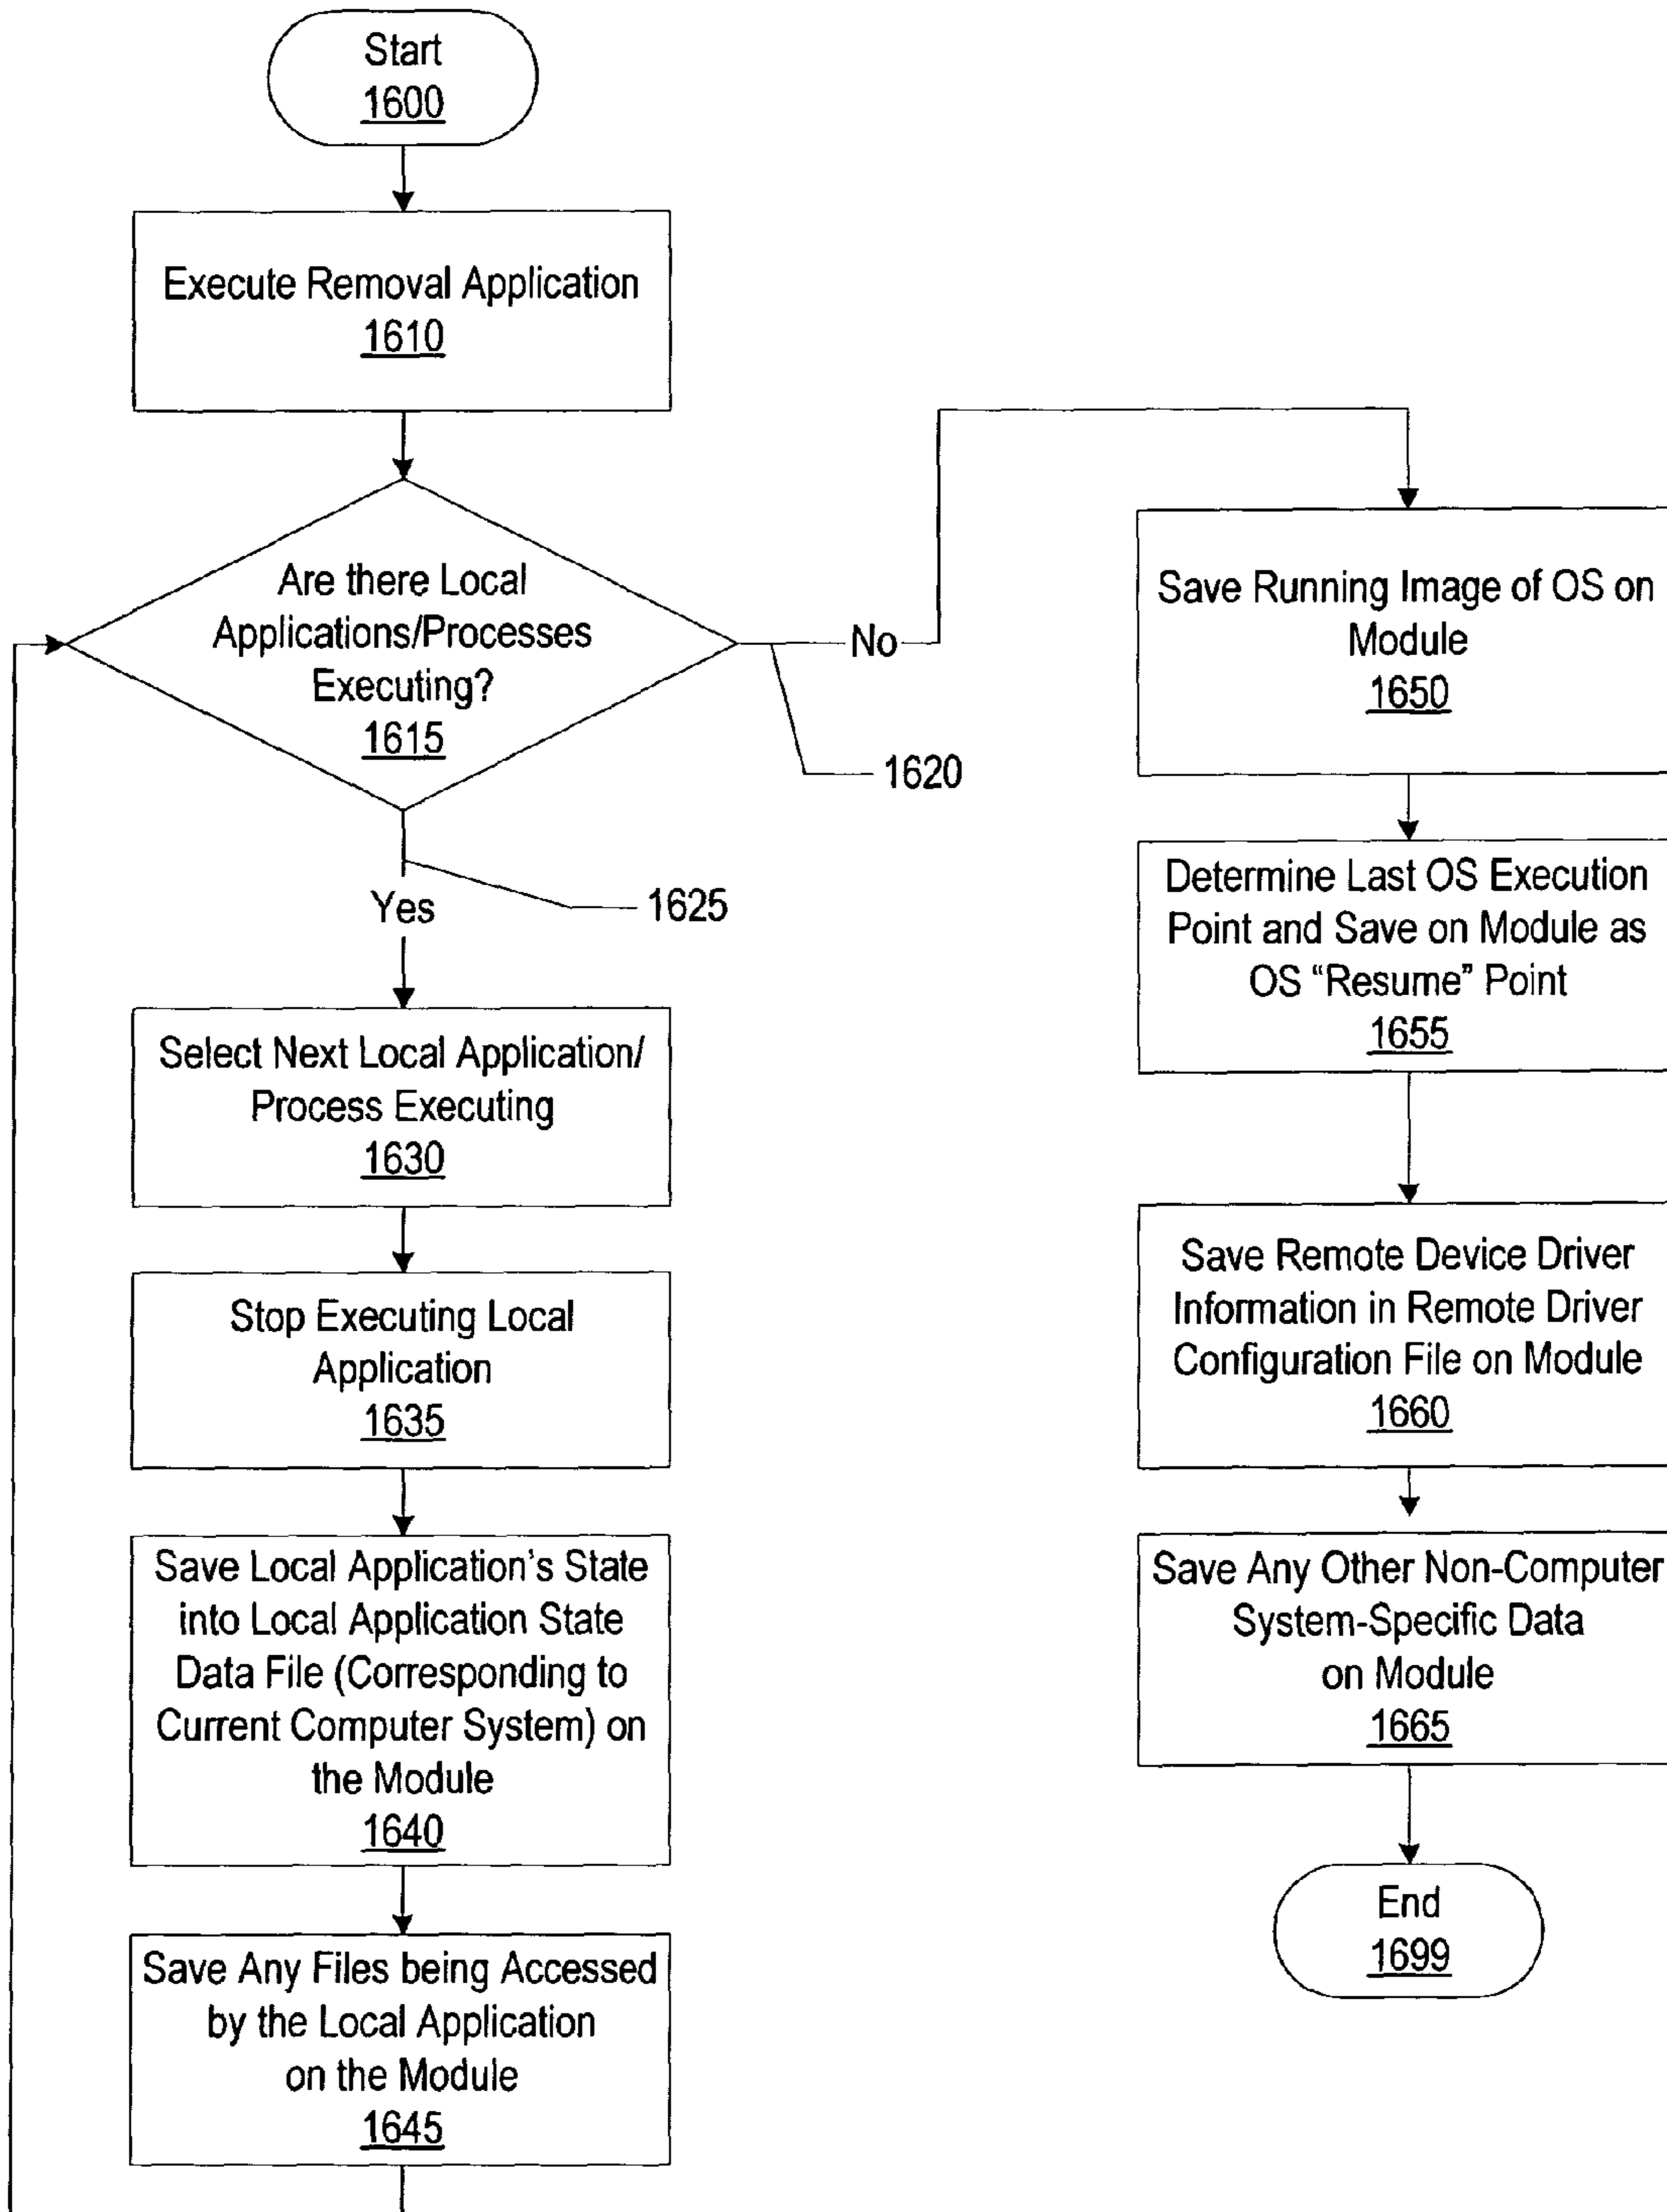 Start
1600
Execute Removal Application
1610
Are there Local
Applications/Processes
Executing?
1615
No
1620
Yes
1625
Select Next Local Application/
Process Executing
1630
Stop Executing Local
Application
1635
Save Local Application's State
into Local Application State
Data File (Corresponding to
Current Computer System) on
the Module
1640
Save Any Files being Accessed
by the Local Application
on the Module
1645
Save Running Image of OS on
Module
1650
Determine Last OS Execution
Point and Save on Module as
OS “Resume” Point
1655
Save Remote Device Driver
Information in Remote Driver
Configuration File on Module
1660
Save Any Other Non-Computer
System-Specific Data
on Module
1665
End
1699